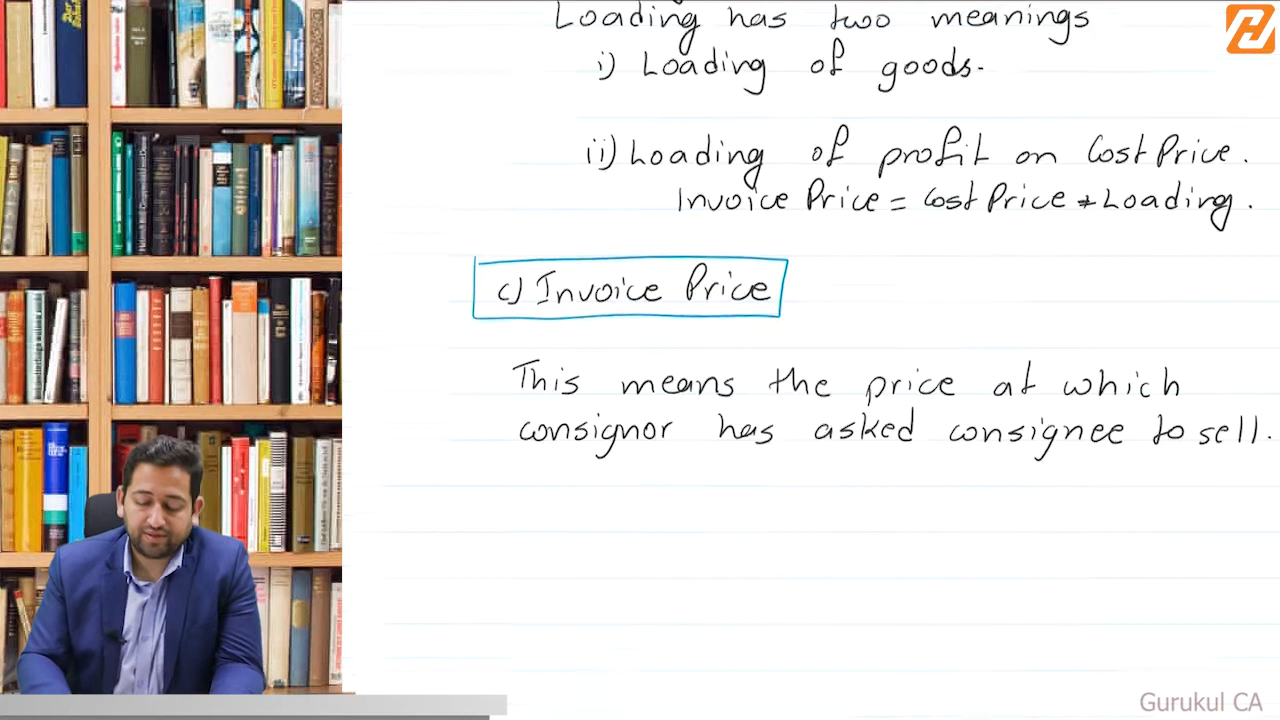 Loading has two meanings
i) Loading of goods.
ii) Loading of profit on Cost Price.
Invoice Price = Cost Price + Loading.
c) Invoice Price
This means the price at which
consignor has asked consignee to sell.
Gurukul CA